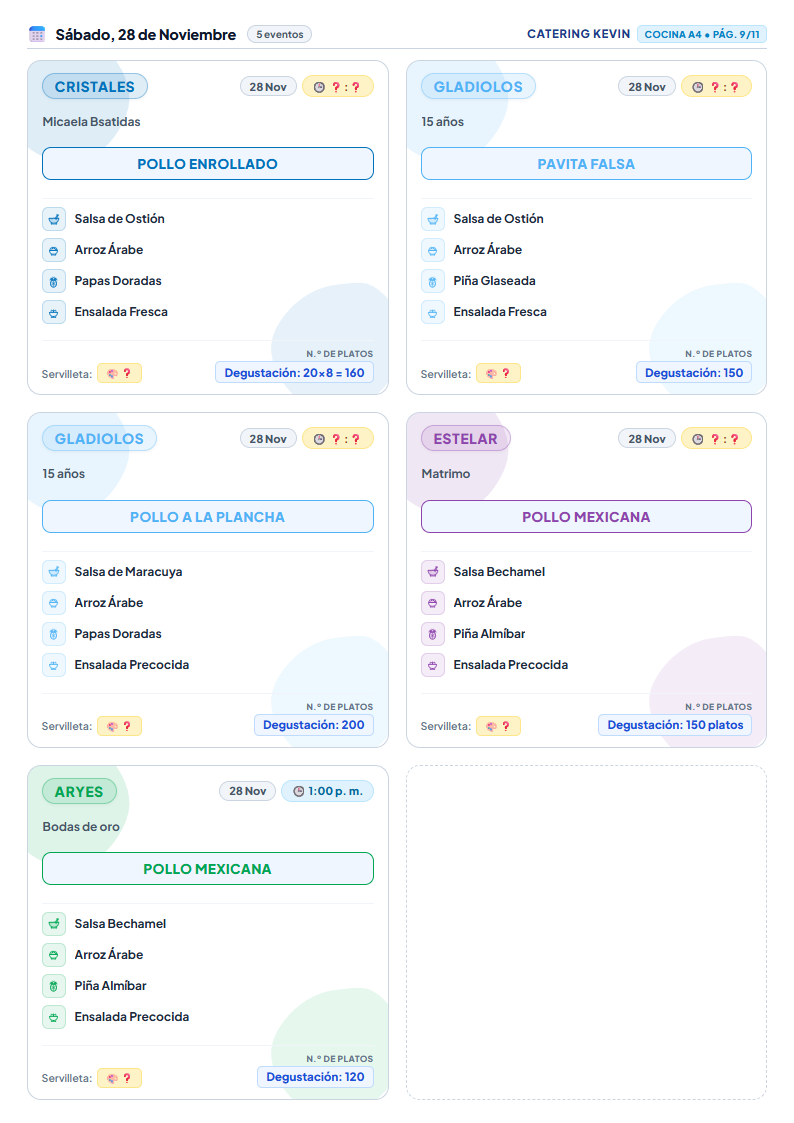 Sábado, 28 de Noviembre 5 eventos CATERING KEVIN COCINA A4 • PÁG. 9/11
CRISTALES 28 Nov ❓:❓
Micaela Bsatidas
POLLO ENROLLADO
Salsa de Ostión
Arroz Árabe
Papas Doradas
Ensalada Fresca
N.º DE PLATOS
Servilleta: ❓ Degustación: 20×8 = 160
GLADIOLOS 28 Nov ❓:❓
15 años
PAVITA FALSA
Salsa de Ostión
Arroz Árabe
Piña Glaseada
Ensalada Fresca
N.º DE PLATOS
Servilleta: ❓ Degustación: 150
GLADIOLOS 28 Nov ❓:❓
15 años
POLLO A LA PLANCHA
Salsa de Maracuya
Arroz Árabe
Papas Doradas
Ensalada Precocida
N.º DE PLATOS
Servilleta: ❓ Degustación: 200
ESTELAR 28 Nov ❓:❓
Matrimo
POLLO MEXICANA
Salsa Bechamel
Arroz Árabe
Piña Almíbar
Ensalada Precocida
N.º DE PLATOS
Servilleta: ❓ Degustación: 150 platos
ARYES 28 Nov 1:00 p. m.
Bodas de oro
POLLO MEXICANA
Salsa Bechamel
Arroz Árabe
Piña Almíbar
Ensalada Precocida
N.º DE PLATOS
Servilleta: ❓ Degustación: 120